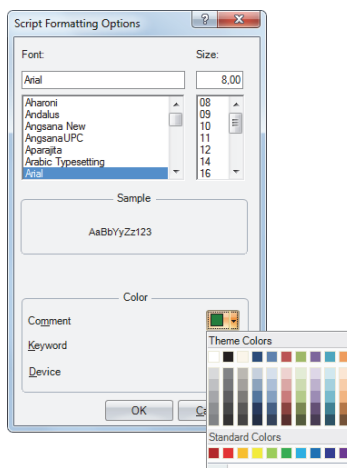 Script Formatting Options
Font:
Size:
Arial
8,00
Aharoni
Andalus
Angsana New
AngsanaUPC
Aparajita
Arabic Typesetting
Arial
08
09
10
11
12
14
16
Sample
AaBbYyZz123
Color
Comment
Keyword
Device
Theme Colors
Standard Colors
OK
Ca